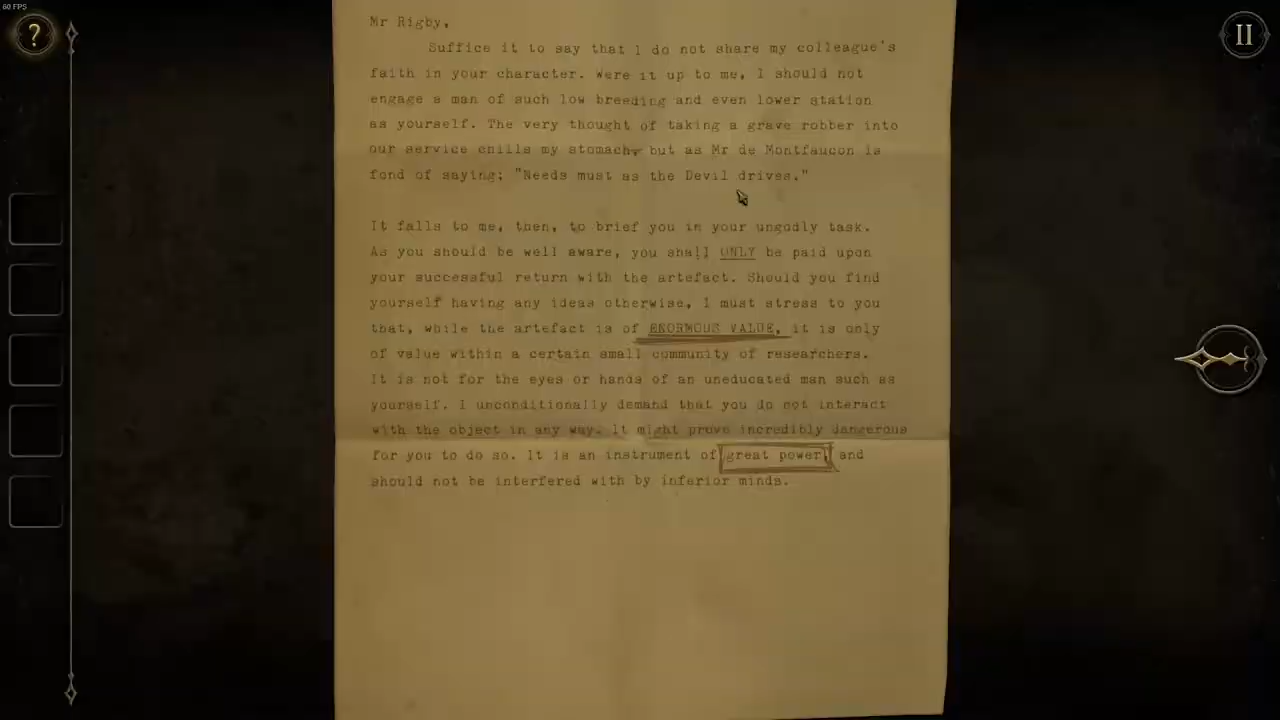 60 FPS
?
II
Mr Rigby,
Suffice it to say that I do not share my colleague's
faith in your character. Were it up to me, I should not
engage a man of such low breeding and even lower station
as yourself. The very thought of taking a grave robber into
our service chills my stomach, but as Mr de Montfaucon is
fond of saying: "Needs must as the Devil drives."
It falls to me, then, to brief you in your ungodly task.
As you should be well aware, you shall ONLY be paid upon
your successful return with the artefact. Should you find
yourself having any ideas otherwise, I must stress to you
that, while the artefact is of ENORMOUS VALUE, it is only
of value within a certain small community of researchers.
It is not for the eyes or hands of an uneducated man such as
yourself. I unconditionally demand that you do not interact
with the object in any way. It might prove incredibly dangerous
for you to do so. It is an instrument of great power, and
should not be interfered with by inferior minds.